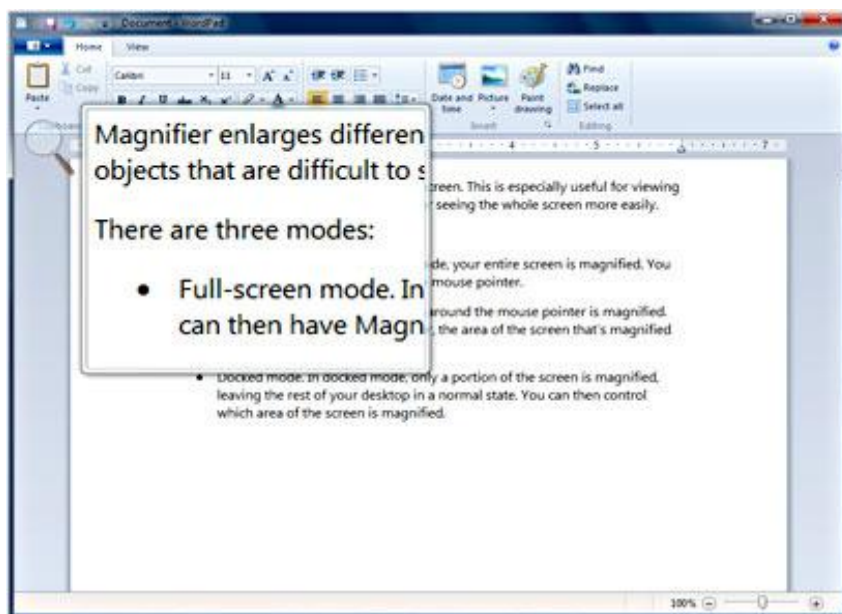 Document - WordPad
Home View
Cut
Copy
Paste
Calibri 11
Date and time
Picture
Paint drawing
Insert
Find
Replace
Select all
Editing
4 5 7
Magnifier enlarges differen
objects that are difficult to s
There are three modes:
• Full-screen mode. In
can then have Magn
screen. This is especially useful for viewing
seeing the whole screen more easily.
de, your entire screen is magnified. You
mouse pointer.
around the mouse pointer is magnified.
, the area of the screen that's magnified
• Docked mode. In docked mode, only a portion of the screen is magnified,
leaving the rest of your desktop in a normal state. You can then control
which area of the screen is magnified.
100%